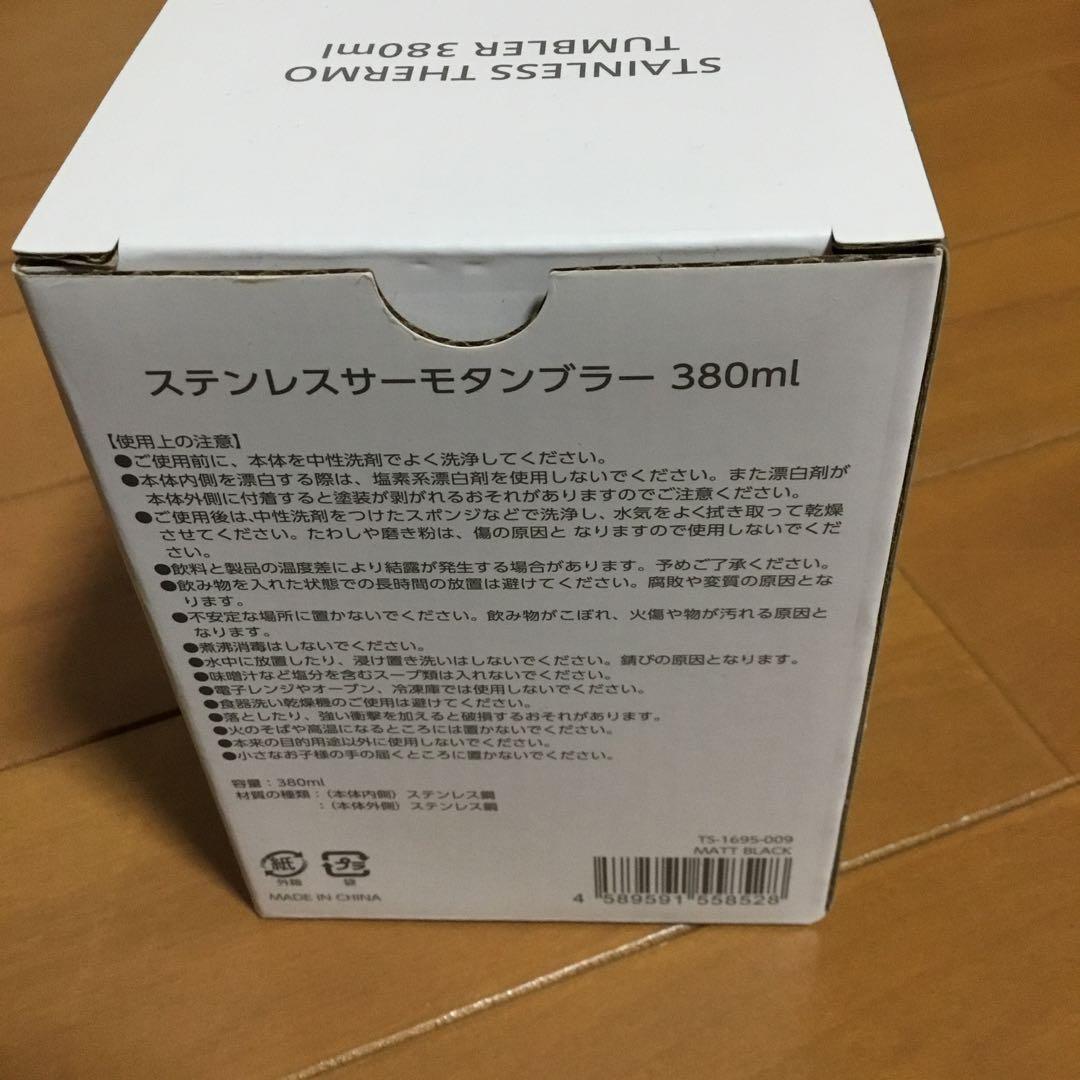 STAINLESS THERMO
TUMBLER 380ml
ステンレスサーモタンブラー 380ml
【使用上の注意】
●ご使用前に、本体を中性洗剤でよく洗浄してください。
●本体内側を漂白する際は、塩素系漂白剤を使用しないでください。また漂白剤が
本体外側に付着すると塗装が剥がれるおそれがありますのでご注意ください。
●ご使用後は、中性洗剤をつけたスポンジなどで洗浄し、水気をよく拭き取って乾燥
させてください。たわしや磨き粉は、傷の原因と なりますので使用しないでくだ
さい。
●飲料と製品の温度差により結露が発生する場合があります。予めご了承ください。
●飲み物を入れた状態での長時間の放置は避けてください。腐敗や変質の原因とな
ります。
●不安定な場所に置かないでください。飲み物がこぼれ、火傷や物が汚れる原因と
なります。
●煮沸消毒はしないでください。
●水中に放置したり、浸け置き洗いはしないでください。錆びの原因となります。
●味噌汁など塩分を含むスープ類は入れないでください。
●電子レンジやオーブン、冷凍庫では使用しないでください。
●食器洗い乾燥機のご使用は避けてください。
●落としたり、強い衝撃を加えると破損するおそれがあります。
●火のそばや高温になるところには置かないでください。
●本来の目的用途以外に使用しないでください。
●小さなお子様の手の届くところに置かないでください。
容量：380ml
材質の種類：（本体内側）ステンレス鋼
：（本体外側）ステンレス鋼
TS-1695-009
MATT BLACK
紙 プラ
外箱 袋
MADE IN CHINA
4 589591 558528